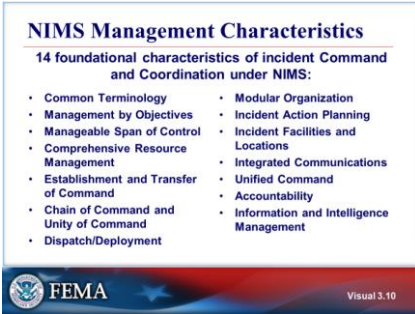 NIMS Management Characteristics
14 foundational characteristics of incident Command
and Coordination under NIMS:
• Common Terminology
• Management by Objectives
• Manageable Span of Control
• Comprehensive Resource
Management
• Establishment and Transfer
of Command
• Chain of Command and
Unity of Command
• Dispatch/Deployment
• Modular Organization
• Incident Action Planning
• Incident Facilities and
Locations
• Integrated Communications
• Unified Command
• Accountability
• Information and Intelligence
Management
FEMA
Visual 3.10